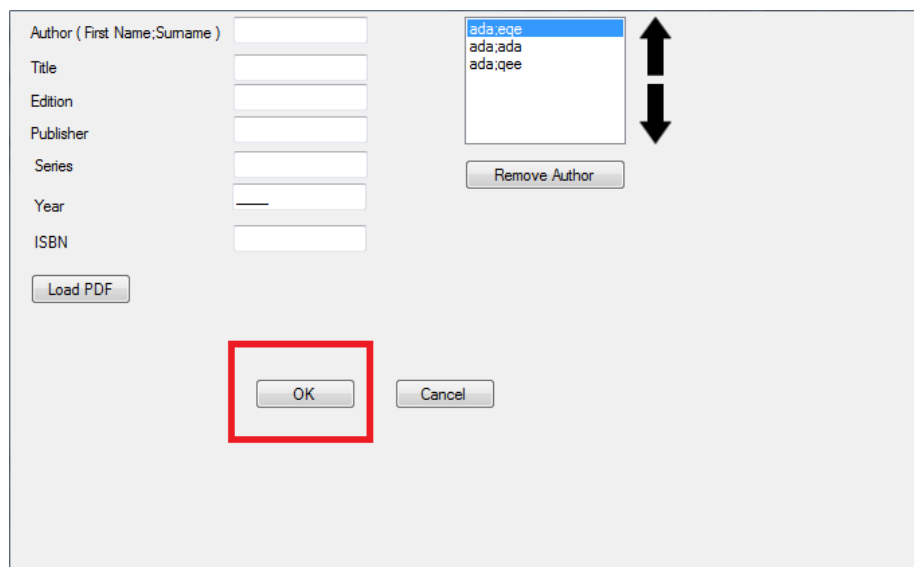 Author ( First Name;Surname )
Title
Edition
Publisher
Series
Year
____
ISBN
Load PDF
ada;eqe
ada;ada
ada;qee
Remove Author
OK
Cancel